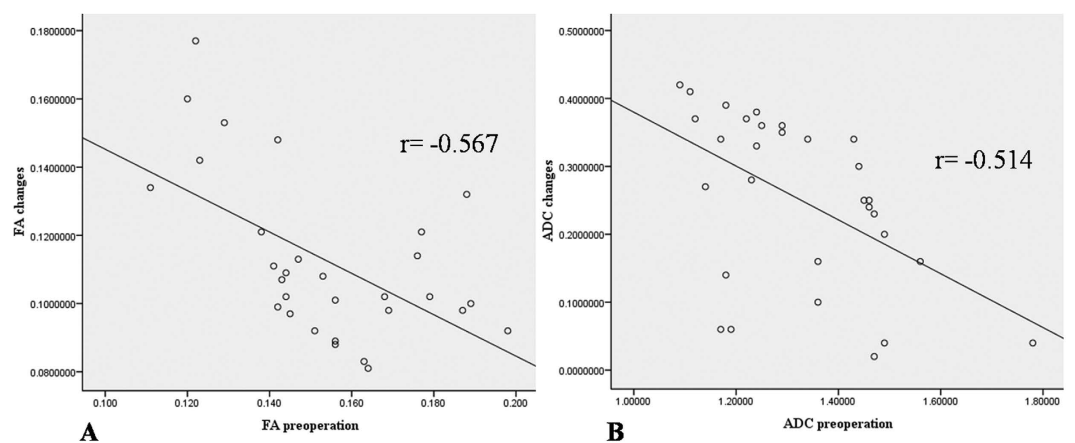 0.1800000
0.1600000
0.1400000
0.1200000
0.1000000
0.0800000
FA changes
r= -0.567
0.100
0.120
0.140
0.160
0.180
0.200
FA preoperation
A
0.5000000
0.4000000
0.3000000
0.2000000
0.1000000
0.0000000
ADC changes
r= -0.514
1.00000
1.20000
1.40000
1.60000
1.80000
ADC preoperation
B